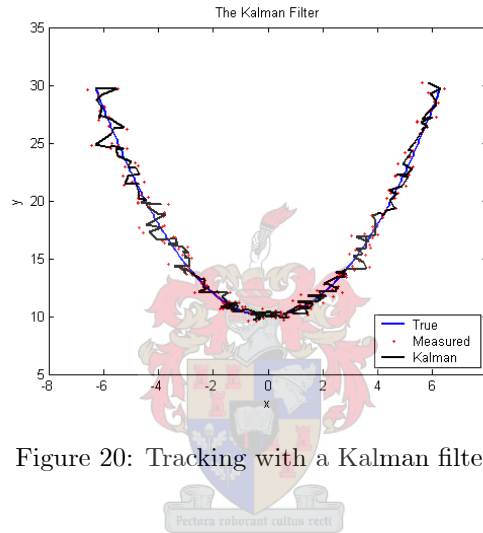 The Kalman Filter
35
30
25
20
15
10
5
y
-8 -6 -4 -2 0 2 4 6
x
True
Measured
Kalman
Figure 20: Tracking with a Kalman filte
Pectora roborant cultus recti